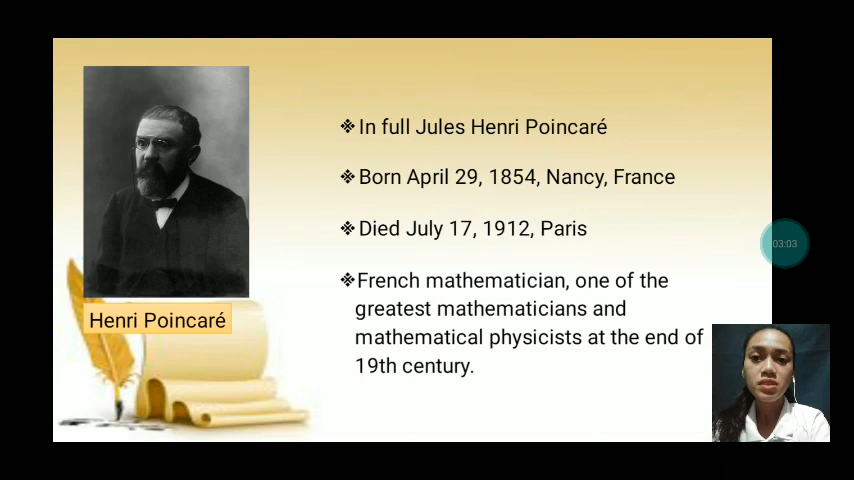 ❖In full Jules Henri Poincaré
❖Born April 29, 1854, Nancy, France
❖Died July 17, 1912, Paris
❖French mathematician, one of the
greatest mathematicians and
mathematical physicists at the end of
19th century.
Henri Poincaré
03:03